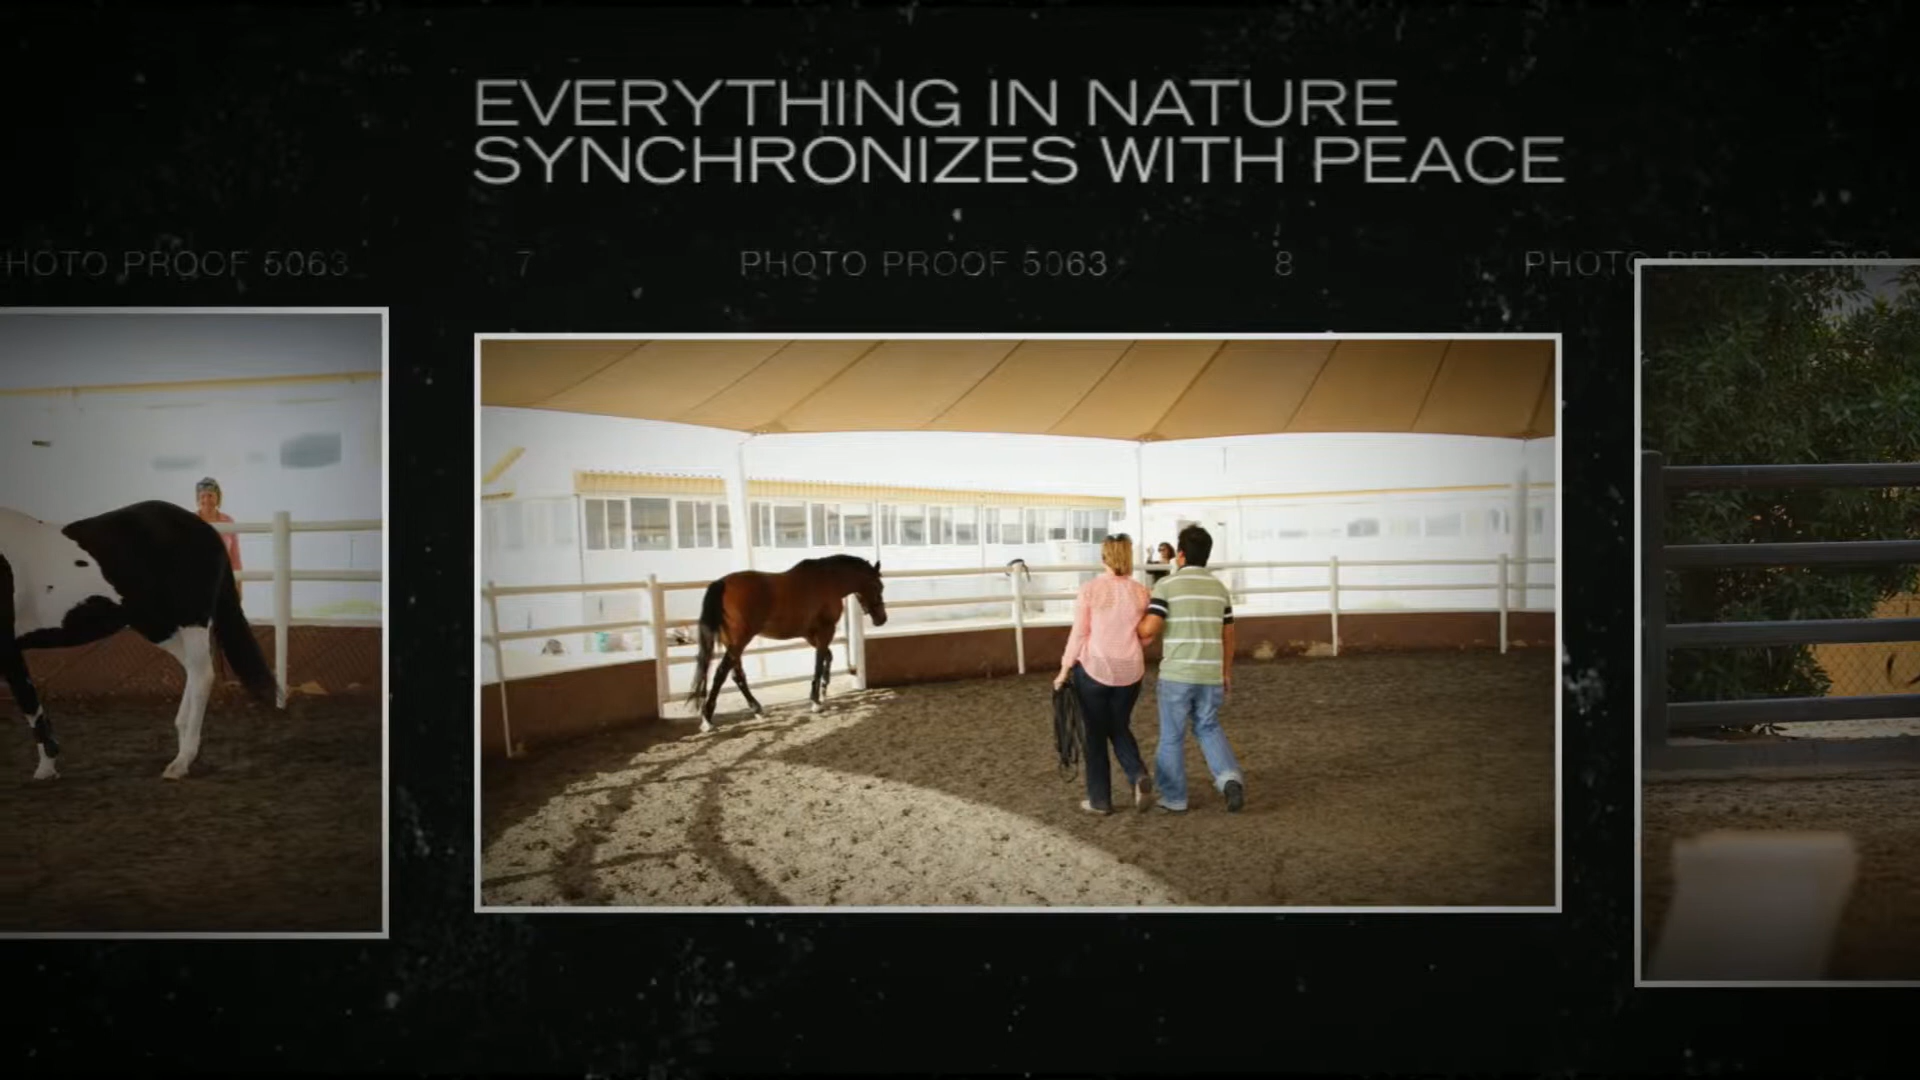 EVERYTHING IN NATURE
SYNCHRONIZES WITH PEACE
HOTO PROOF 5063 7 PHOTO PROOF 5063 8 PHOTO